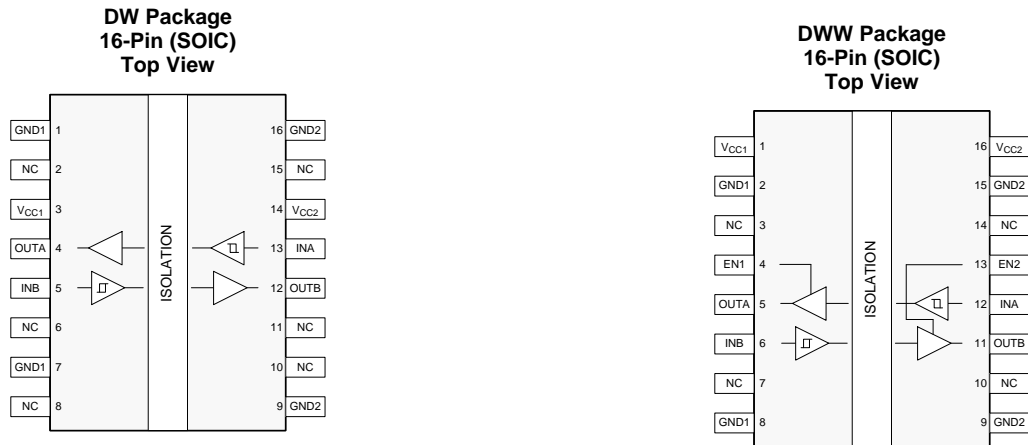 DW Package
16-Pin (SOIC)
Top View
GND1 1 16 GND2
NC 2 15 NC
VCC1 3 14 VCC2
OUTA 4 13 INA
INB 5 12 OUTB
NC 6 11 NC
GND1 7 10 NC
NC 8 9 GND2
ISOLATION
DWW Package
16-Pin (SOIC)
Top View
VCC1 1 16 VCC2
GND1 2 15 GND2
NC 3 14 NC
EN1 4 13 EN2
OUTA 5 12 INA
INB 6 11 OUTB
NC 7 10 NC
GND1 8 9 GND2
ISOLATION